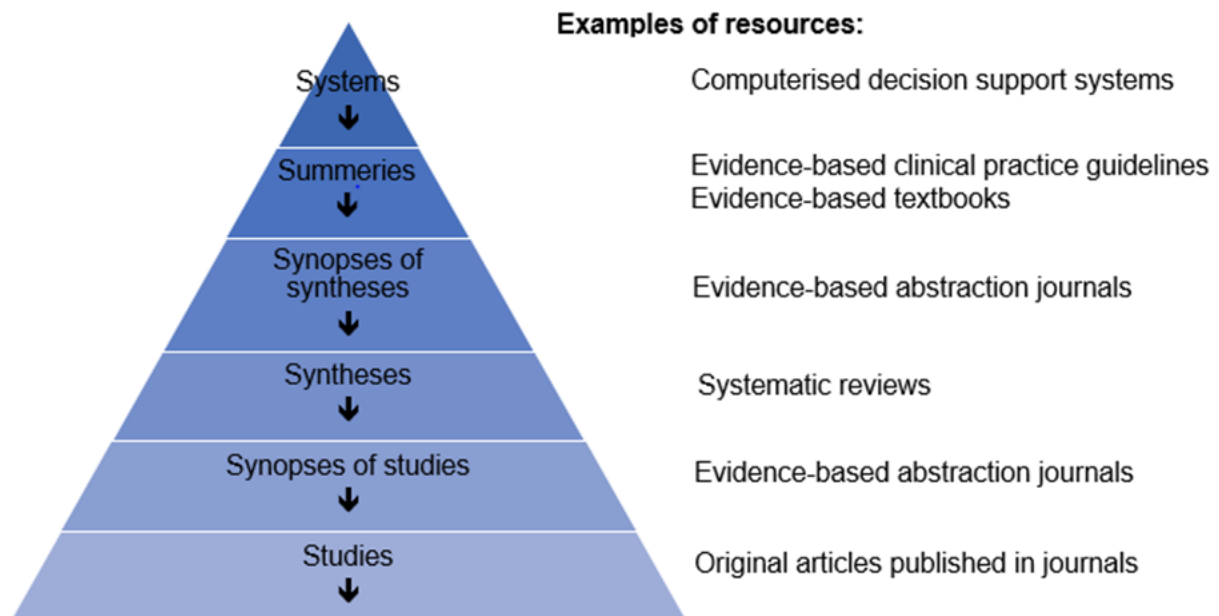 Examples of resources:
Systems
Computerised decision support systems
Summeries
Evidence-based clinical practice guidelines
Evidence-based textbooks
Synopses of
syntheses
Evidence-based abstraction journals
Syntheses
Systematic reviews
Synopses of studies
Evidence-based abstraction journals
Studies
Original articles published in journals